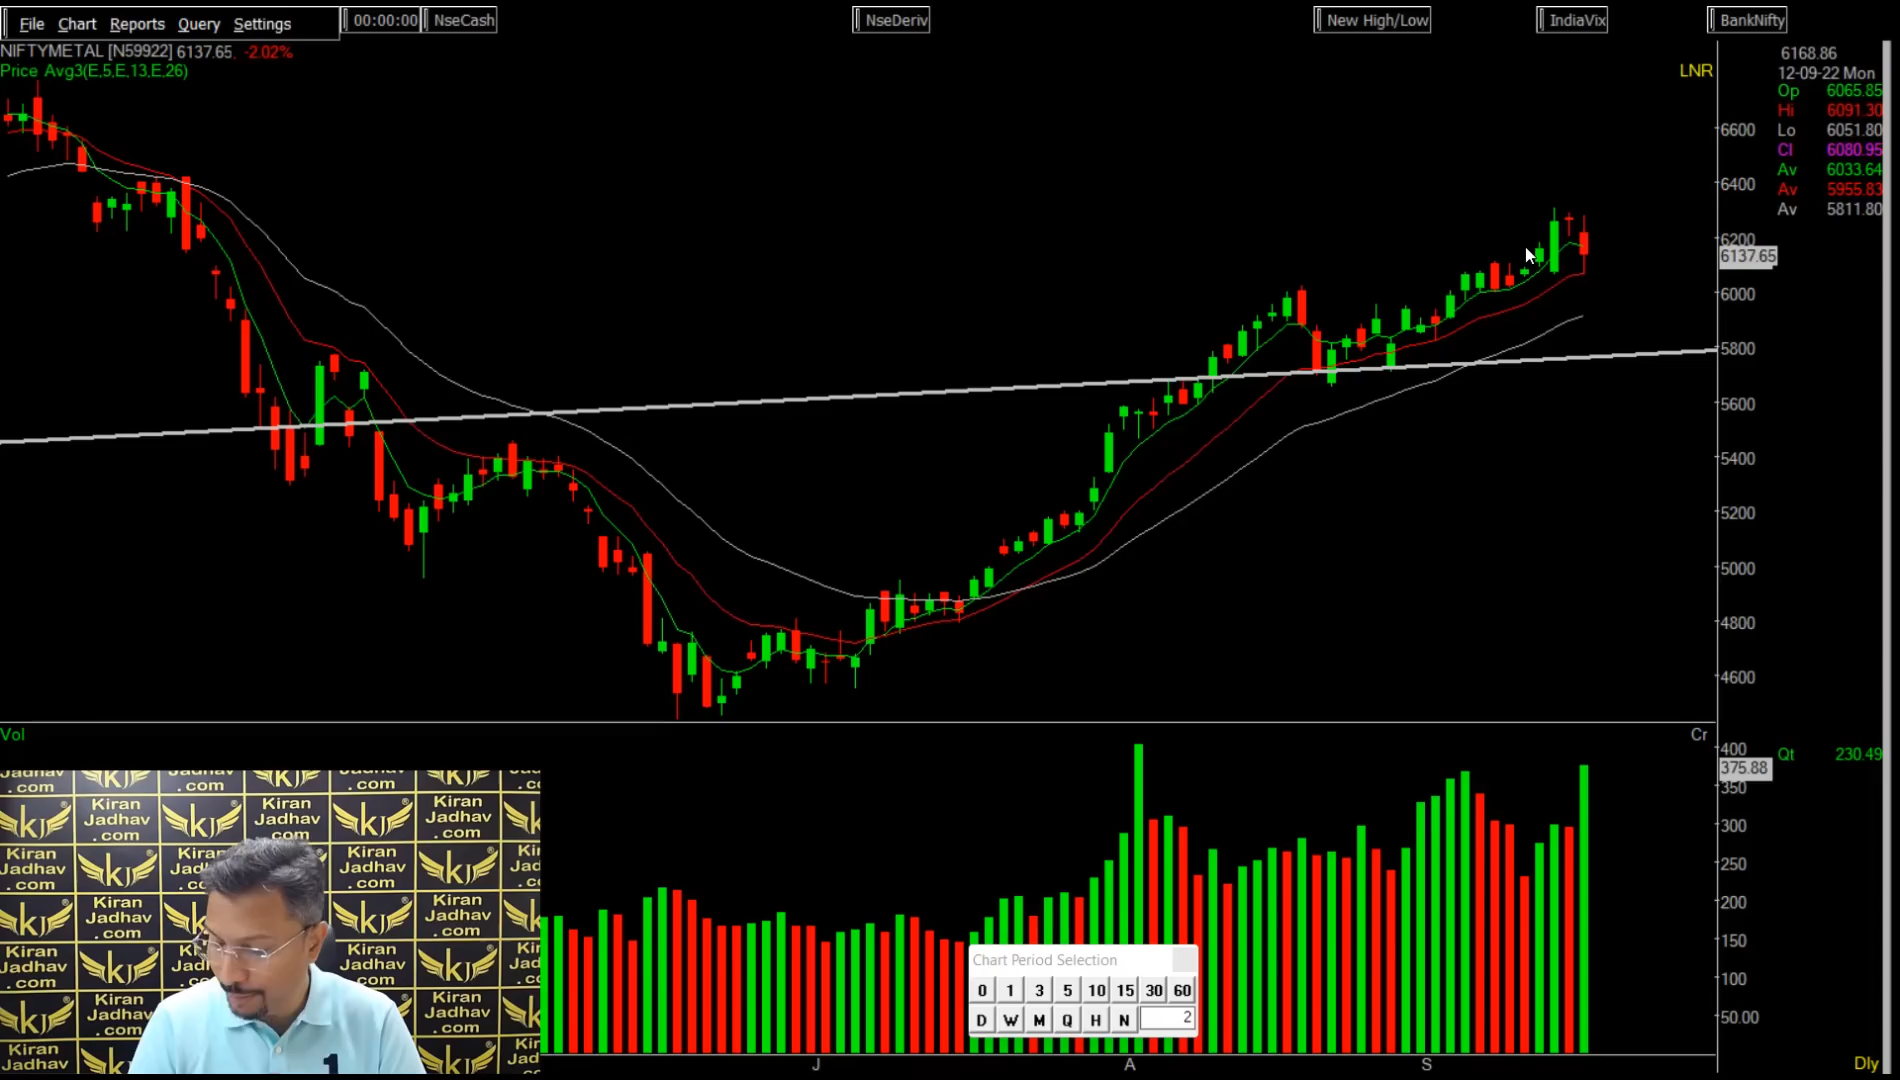 File Chart Reports Query Settings 00:00:00 NseCash NseDeriv New High/Low IndiaVix BankNifty
NIFTYMETAL [N59922] 6137.65 -2.02%
Price Avg3(E,5,E,13,E,26)
LNR
6168.86
12-09-22 Mon
Op 6065.85
Hi 6091.30
Lo 6051.80
Cl 6080.95
Av 6033.64
Av 5955.83
Av 5811.80
6600
6400
6200
6137.65
6000
5800
5600
5400
5200
5000
4800
4600
Vol
Cr
Qt 230.49
400
375.88
350
300
250
200
150
100
50.00
Kiran
Jadhav
.com
KJ
Chart Period Selection
0 1 3 5 10 15 30 60
D W M Q H N 2
1
J A S
Dly